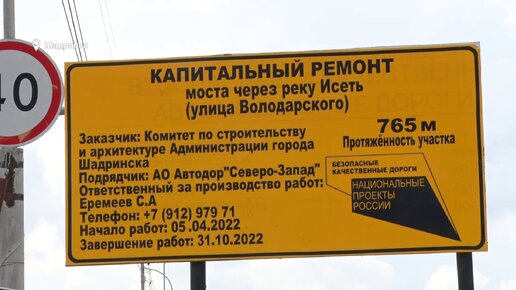 Шадринск
40
КАПИТАЛЬНЫЙ РЕМОНТ
моста через реку Исеть
(улица Володарского)
Заказчик: Комитет по строительству
и архитектуре Администрации города
Шадринска
Подрядчик: АО Автодор"Северо-Запад"
Ответственный за производство работ:
Еремеев С.А
Телефон: +7 (912) 979 71
Начало работ: 05.04.2022
Завершение работ: 31.10.2022
765 м
Протяжённость участка
БЕЗОПАСНЫЕ
КАЧЕСТВЕННЫЕ ДОРОГИ
НАЦИОНАЛЬНЫЕ
ПРОЕКТЫ
РОССИИ